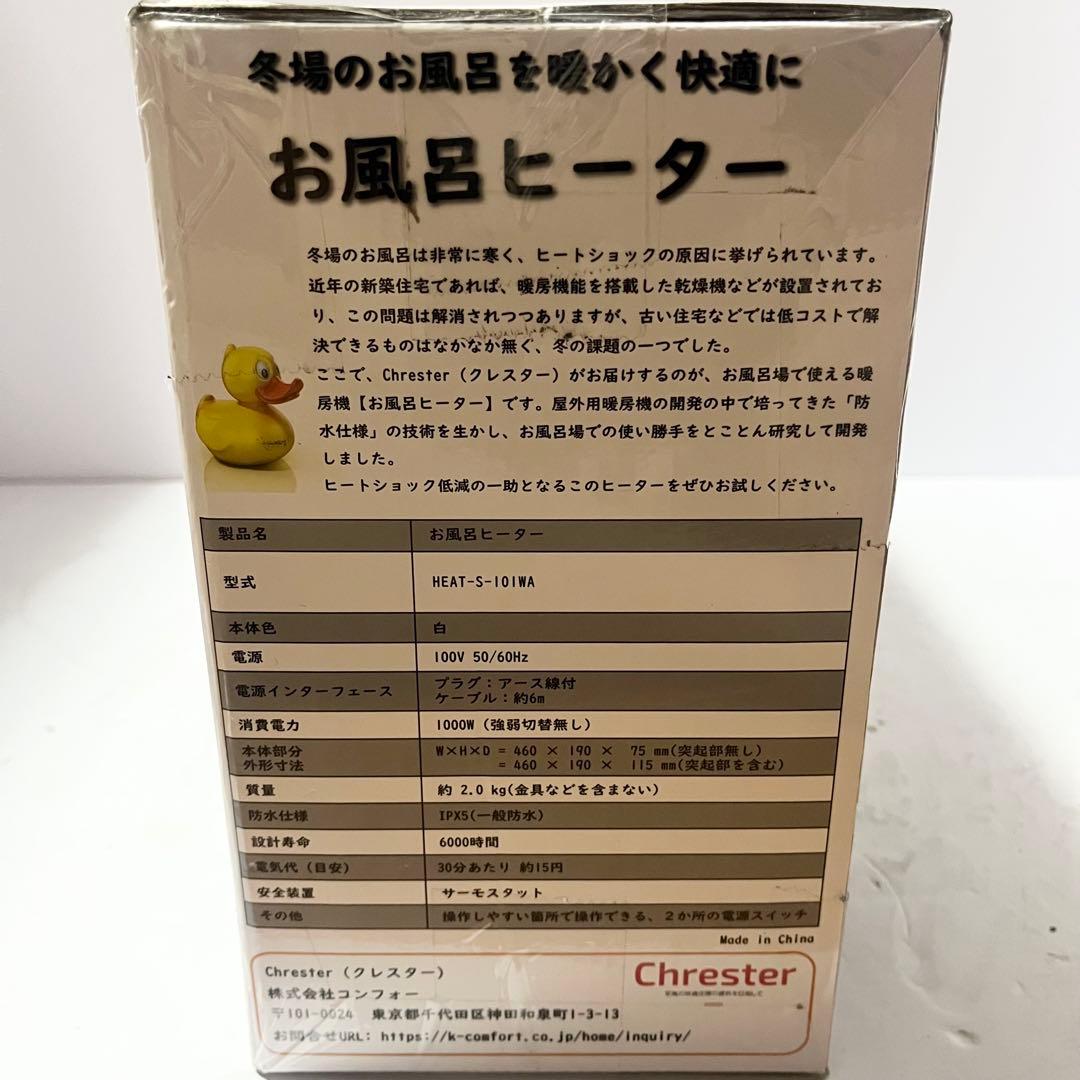 冬場のお風呂を暖かく快適に
お風呂ヒーター
冬場のお風呂は非常に寒く、ヒートショックの原因に挙げられています。
近年の新築住宅であれば、暖房機能を搭載した乾燥機などが設置されてお
り、この問題は解消されつつありますが、古い住宅などでは低コストで解
決できるものはなかなか無ぐ、冬の課題の一つでした。
ここで、Chrester(クレスター)がお届けするのが、お風呂場で使える暖
房機【お風呂ヒーター】です。屋外用暖房機の開発の中で培ってきた「防
水仕様」の技術を生かし、お風呂場での使い勝手をとことん研究して開発
しました。
ヒートショック低減の一助となるこのヒーターをぜひお試しください。
製品名 お風呂ヒーター
型式 HEAT-S-101WA
本体色 白
電源 100V 50/60Hz
電源インターフェース プラグ:アース線付
ケーブル:約6m
消費電力 1000W (強弱切替無し)
本体部分 W×H×D = 460 × 190 × 75 mm(突起部無し)
外形寸法 = 460 × 190 × 115 mm(突起部を含む)
質量 約 2.0 kg(金具などを含まない)
防水仕様 IPX5(一般防水)
設計寿命 6000時間
電気代(目安) 30分あたり 約15円
安全装置 サーモスタット
その他 操作しやすい箇所で操作できる、2か所の電源スイッチ
Made in China
Chrester(クレスター)
Chrester
株式会社コンフォー
〒101-0024 東京都千代田区神田和泉町1-3-13
お問合せURL: https://k-comfort.co.jp/home/inquiry/